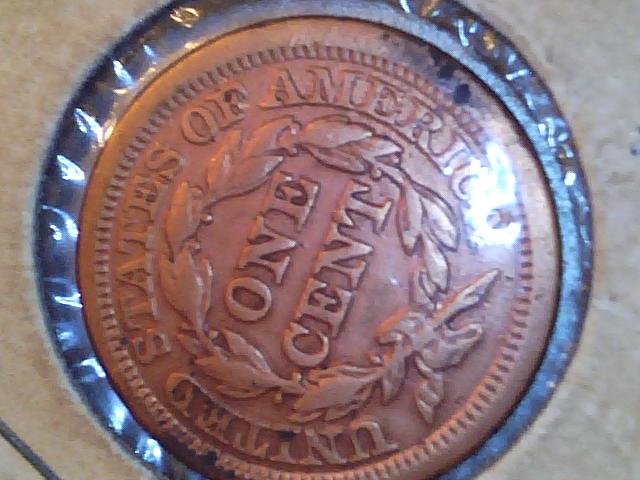 UNITED STATES OF AMERICA
ONE
CENT